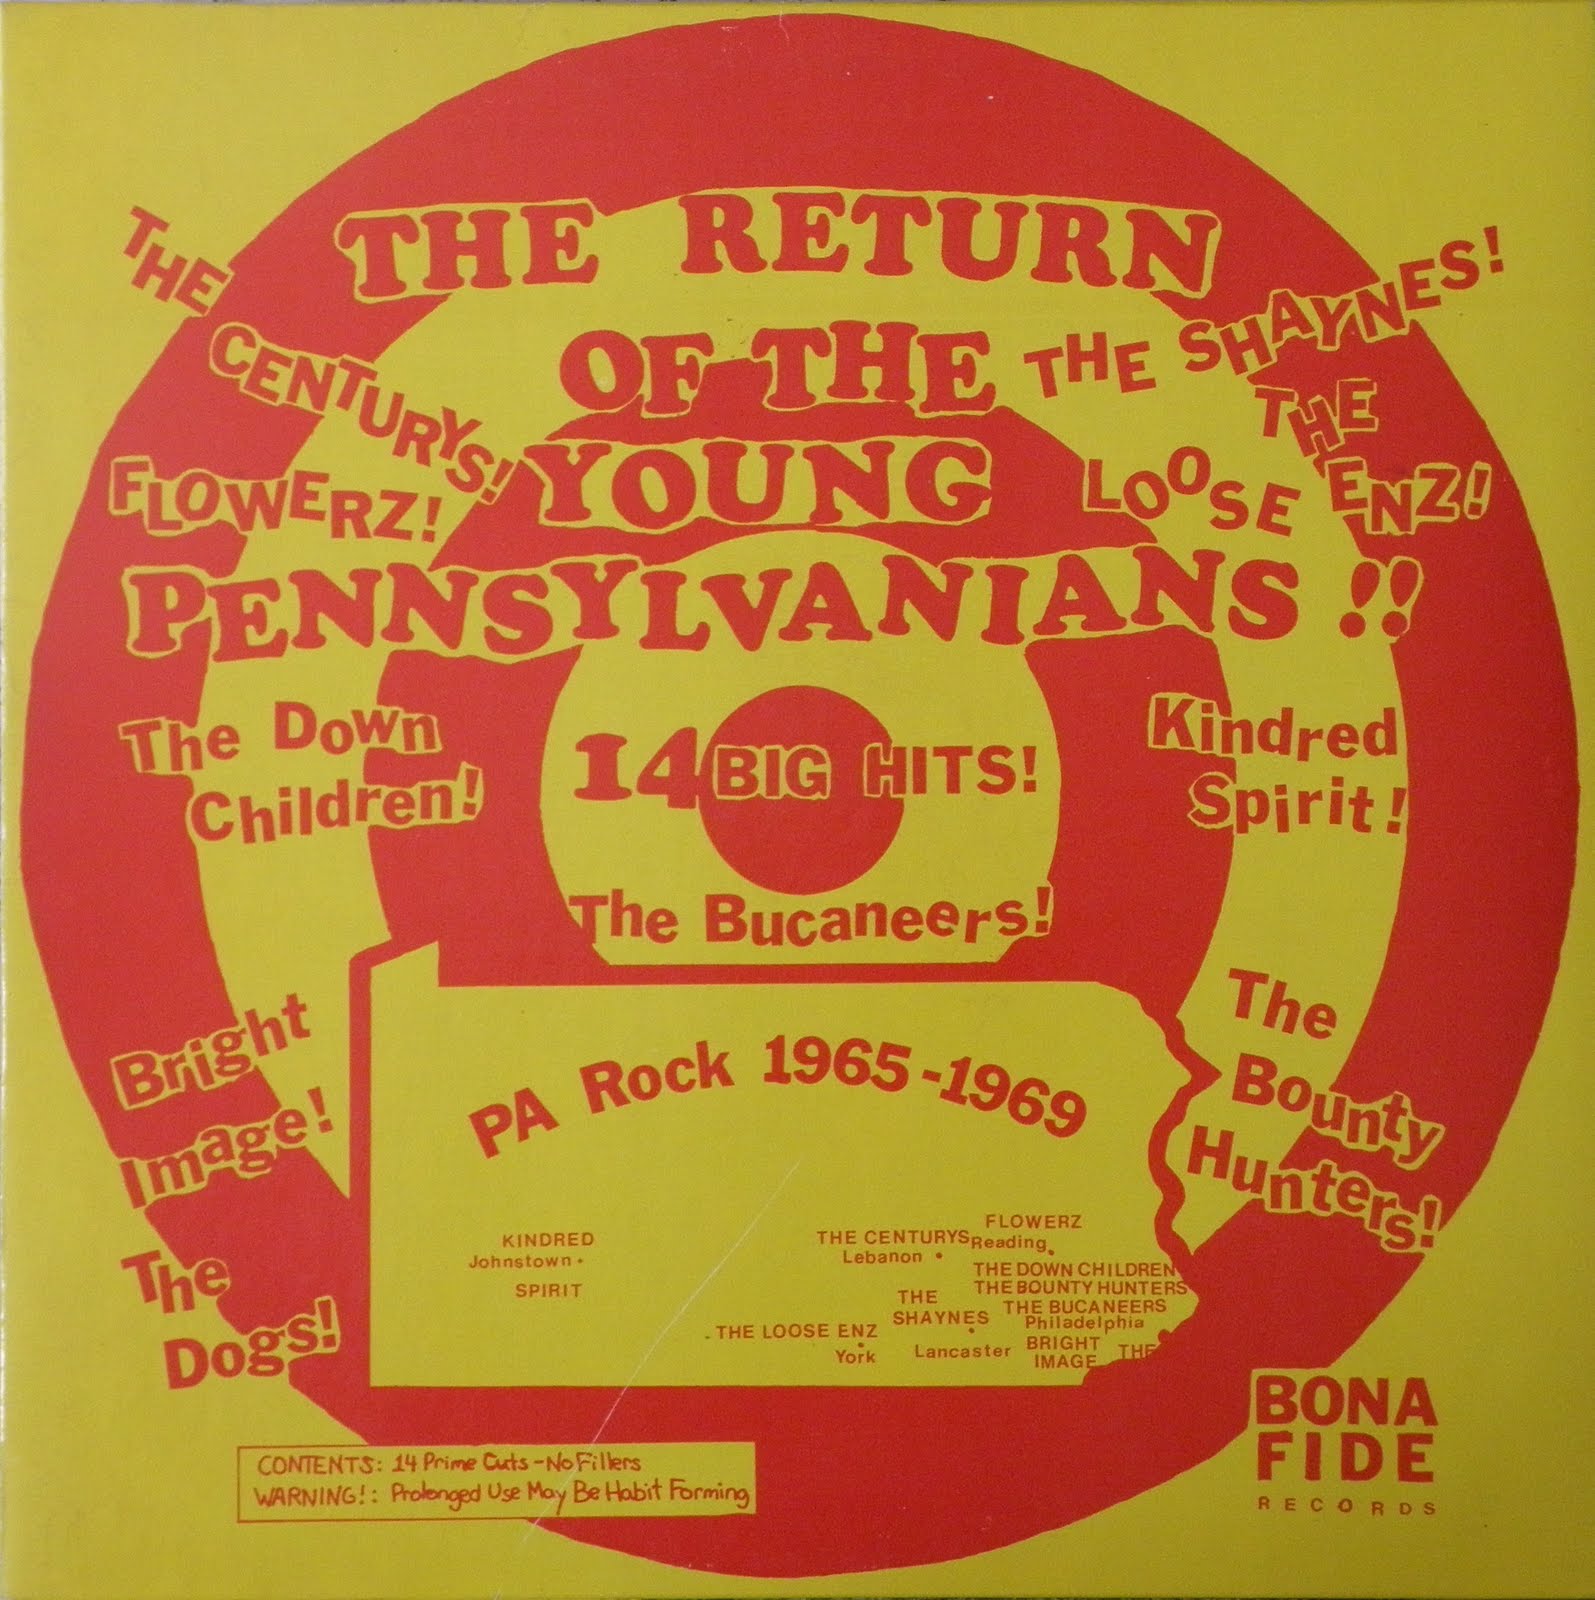 THE RETURN
OF THE
YOUNG
PENNSYLVANIANS!!
THE
CENTURYS!
FLOWERZ!
THE SHAYNES!
THE
LOOSE ENZ!
The Down
Children!
14 BIG HITS!
Kindred
Spirit!
The Bucaneers!
Bright
Image!
The
Dogs!
The
Bounty
Hunters!
PA Rock 1965-1969
KINDRED
Johnstown
SPIRIT
THE CENTURYS
Lebanon
FLOWERZ
Reading
THE DOWN CHILDREN
THE BOUNTY HUNTERS
THE BUCANEERS
Philadelphia
THE
SHAYNES
Lancaster
THE LOOSE ENZ
York
BRIGHT
IMAGE
THE
CONTENTS: 14 Prime Cuts - No Fillers
WARNING!: Prolonged Use May Be Habit Forming
BONA
FIDE
RECORDS